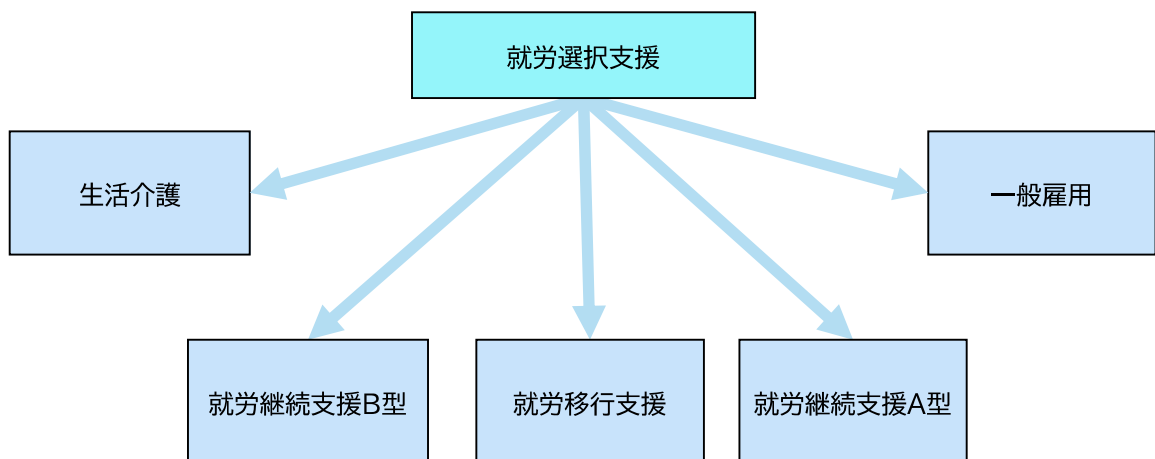 就労選択支援
生活介護
一般雇用
就労継続支援B型
就労移行支援
就労継続支援A型